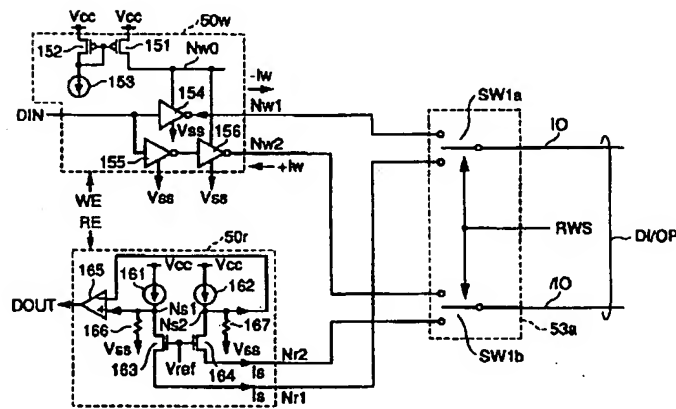 Vcc Vcc 50w
152 151
Nw0
153 154 -Iw
DIN Nw1
Vss 156 Nw2
155 +Iw
Vss Vss
WE
RE
50r
165 161 Vcc Vcc
162
DOUT Ns1
166 Ns2 167
Vss Vss
163 Vref 164 Is Nr2
Is Nr1
SW1a
IO
RWS DI/OP
/IO
53a
SW1b